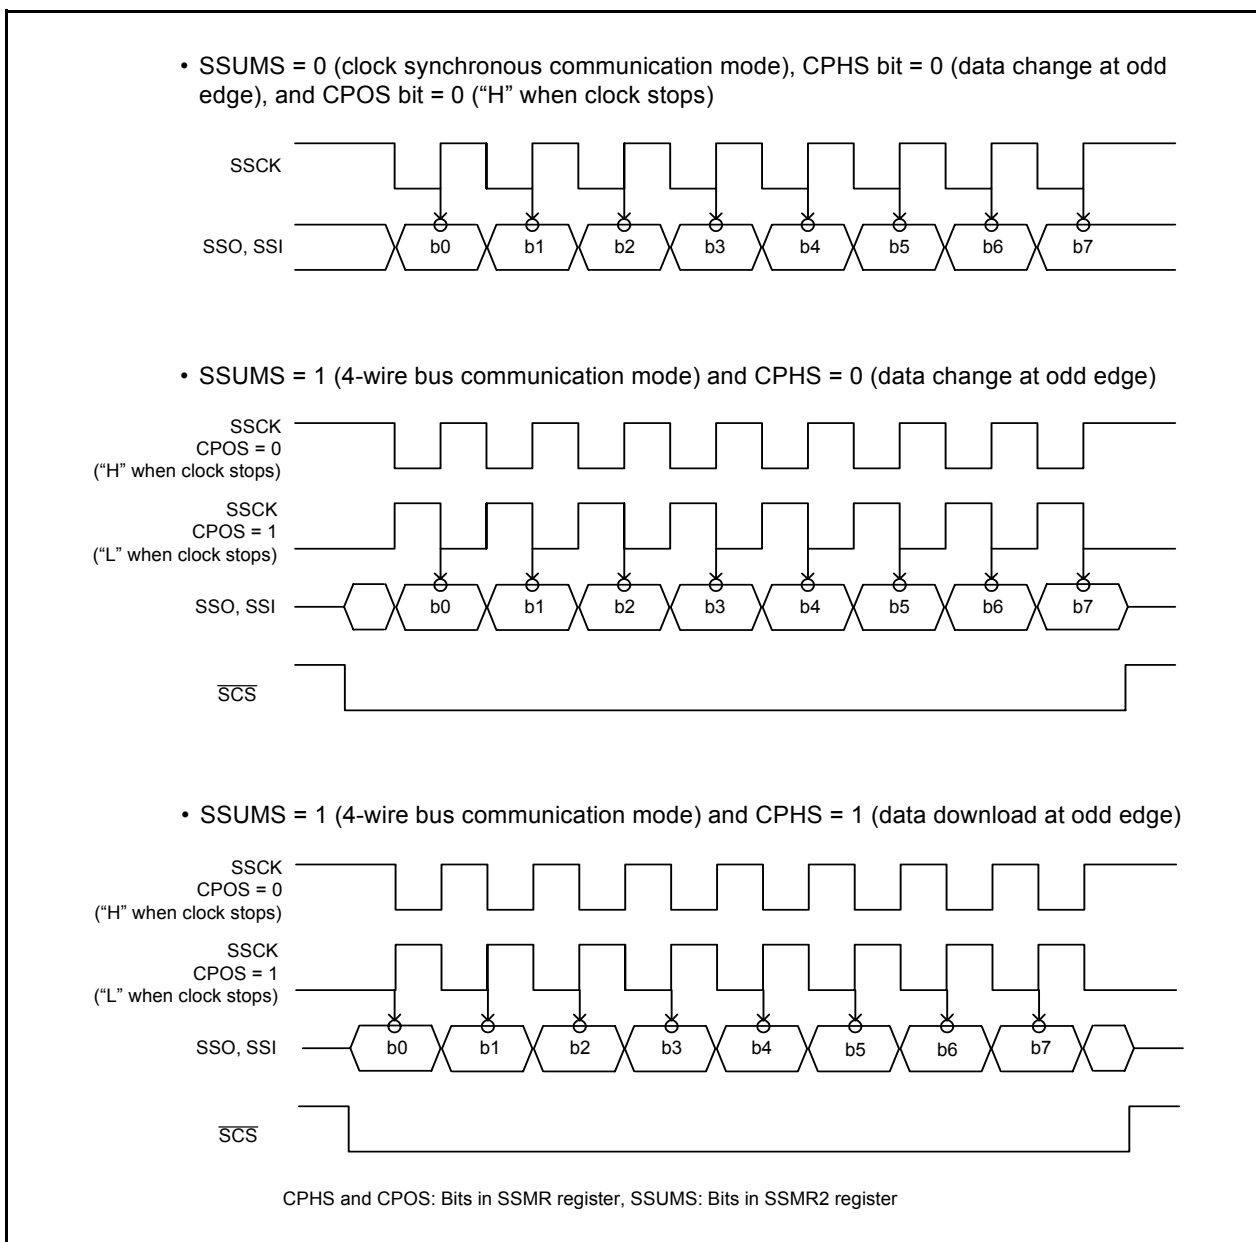 • SSUMS = 0 (clock synchronous communication mode), CPHS bit = 0 (data change at odd
edge), and CPOS bit = 0 (“H” when clock stops)
SSCK
SSO, SSI
b0 b1 b2 b3 b4 b5 b6 b7
• SSUMS = 1 (4-wire bus communication mode) and CPHS = 0 (data change at odd edge)
SSCK
CPOS = 0
(“H” when clock stops)
SSCK
CPOS = 1
(“L” when clock stops)
SSO, SSI
b0 b1 b2 b3 b4 b5 b6 b7
SCS
• SSUMS = 1 (4-wire bus communication mode) and CPHS = 1 (data download at odd edge)
SSCK
CPOS = 0
(“H” when clock stops)
SSCK
CPOS = 1
(“L” when clock stops)
SSO, SSI
b0 b1 b2 b3 b4 b5 b6 b7
SCS
CPHS and CPOS: Bits in SSMR register, SSUMS: Bits in SSMR2 register